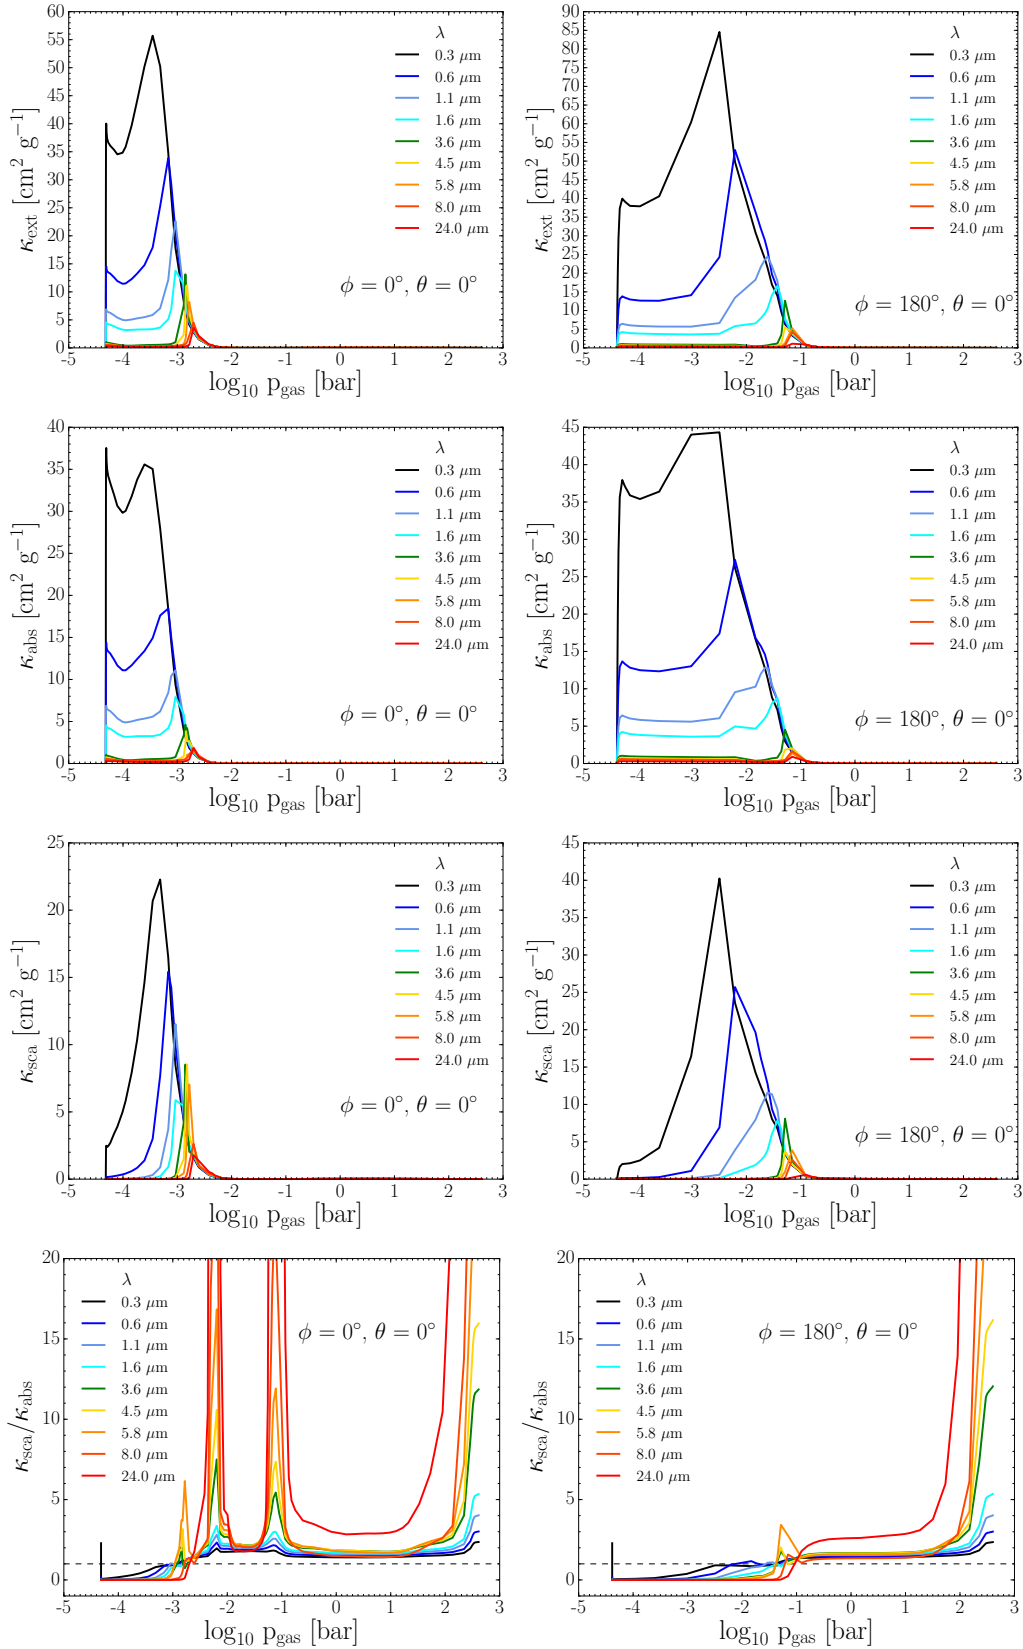 κext [cm² g⁻¹]
60
55
50
45
40
35
30
25
20
15
10
5
0
-5 -4 -3 -2 -1 0 1 2 3
log₁₀ pgas [bar]
λ
0.3 μm
0.6 μm
1.1 μm
1.6 μm
3.6 μm
4.5 μm
5.8 μm
8.0 μm
24.0 μm
ϕ = 0°, θ = 0°
κext [cm² g⁻¹]
90
85
80
75
70
65
60
55
50
45
40
35
30
25
20
15
10
5
0
-5 -4 -3 -2 -1 0 1 2 3
log₁₀ pgas [bar]
λ
0.3 μm
0.6 μm
1.1 μm
1.6 μm
3.6 μm
4.5 μm
5.8 μm
8.0 μm
24.0 μm
ϕ = 180°, θ = 0°
κabs [cm² g⁻¹]
40
35
30
25
20
15
10
5
0
-5 -4 -3 -2 -1 0 1 2 3
log₁₀ pgas [bar]
λ
0.3 μm
0.6 μm
1.1 μm
1.6 μm
3.6 μm
4.5 μm
5.8 μm
8.0 μm
24.0 μm
ϕ = 0°, θ = 0°
κabs [cm² g⁻¹]
45
40
35
30
25
20
15
10
5
0
-5 -4 -3 -2 -1 0 1 2 3
log₁₀ pgas [bar]
λ
0.3 μm
0.6 μm
1.1 μm
1.6 μm
3.6 μm
4.5 μm
5.8 μm
8.0 μm
24.0 μm
ϕ = 180°, θ = 0°
κsca [cm² g⁻¹]
25
20
15
10
5
0
-5 -4 -3 -2 -1 0 1 2 3
log₁₀ pgas [bar]
λ
0.3 μm
0.6 μm
1.1 μm
1.6 μm
3.6 μm
4.5 μm
5.8 μm
8.0 μm
24.0 μm
ϕ = 0°, θ = 0°
κsca [cm² g⁻¹]
45
40
35
30
25
20
15
10
5
0
-5 -4 -3 -2 -1 0 1 2 3
log₁₀ pgas [bar]
λ
0.3 μm
0.6 μm
1.1 μm
1.6 μm
3.6 μm
4.5 μm
5.8 μm
8.0 μm
24.0 μm
ϕ = 180°, θ = 0°
κsca/κabs
20
15
10
5
0
-5 -4 -3 -2 -1 0 1 2 3
log₁₀ pgas [bar]
λ
0.3 μm
0.6 μm
1.1 μm
1.6 μm
3.6 μm
4.5 μm
5.8 μm
8.0 μm
24.0 μm
ϕ = 0°, θ = 0°
κsca/κabs
20
15
10
5
0
-5 -4 -3 -2 -1 0 1 2 3
log₁₀ pgas [bar]
λ
0.3 μm
0.6 μm
1.1 μm
1.6 μm
3.6 μm
4.5 μm
5.8 μm
8.0 μm
24.0 μm
ϕ = 180°, θ = 0°